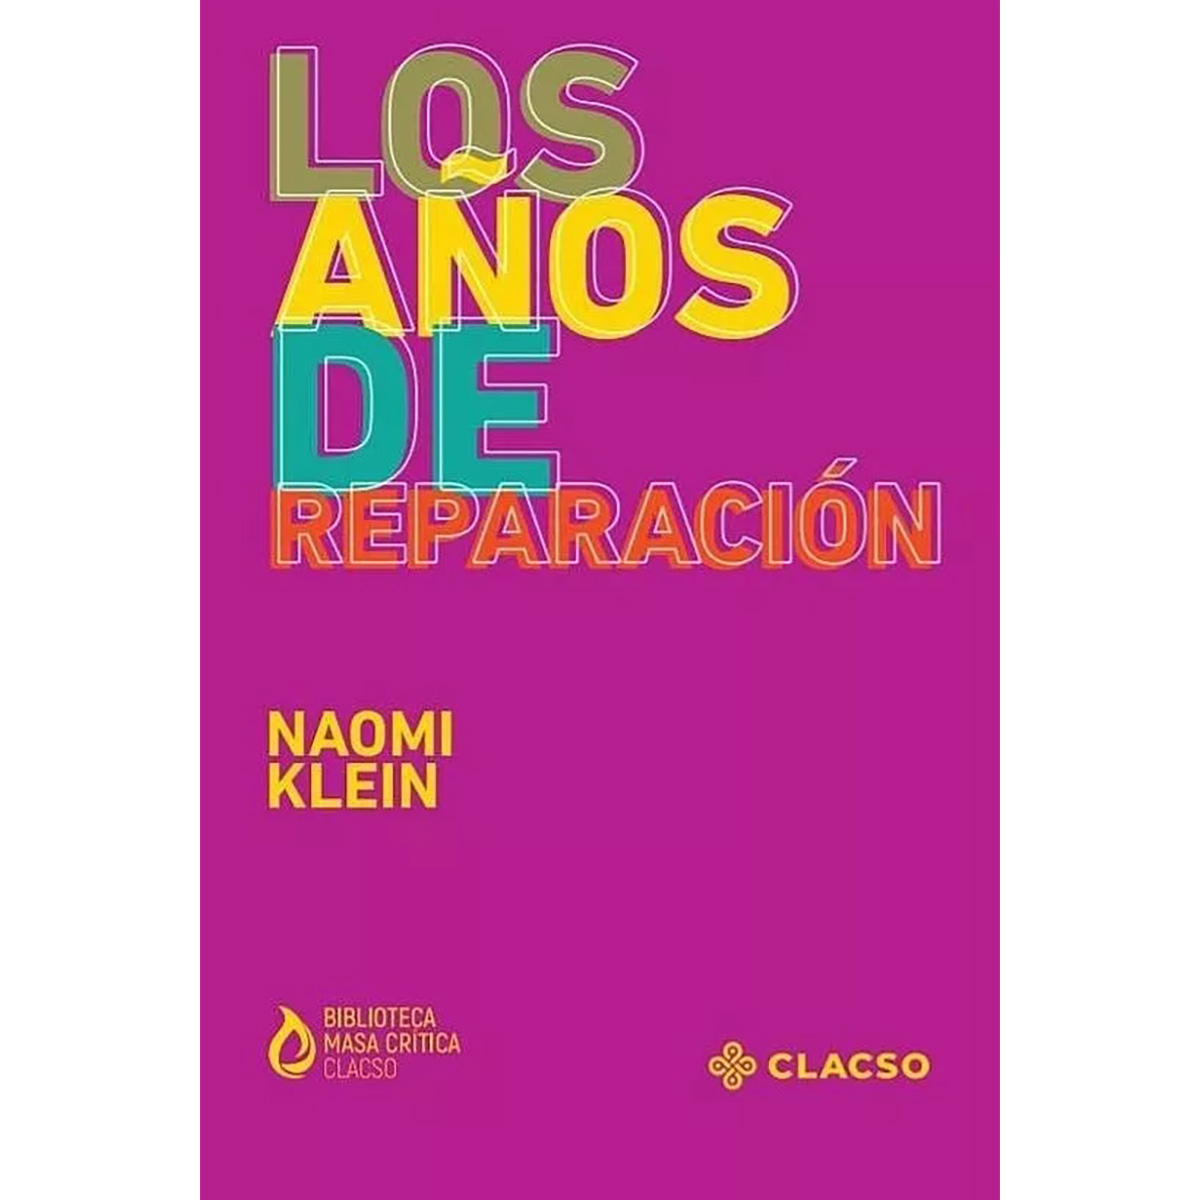 LOS
AÑOS
DE
REPARACIÓN
NAOMI
KLEIN
BIBLIOTECA
MASA CRÍTICA
CLACSO
CLACSO